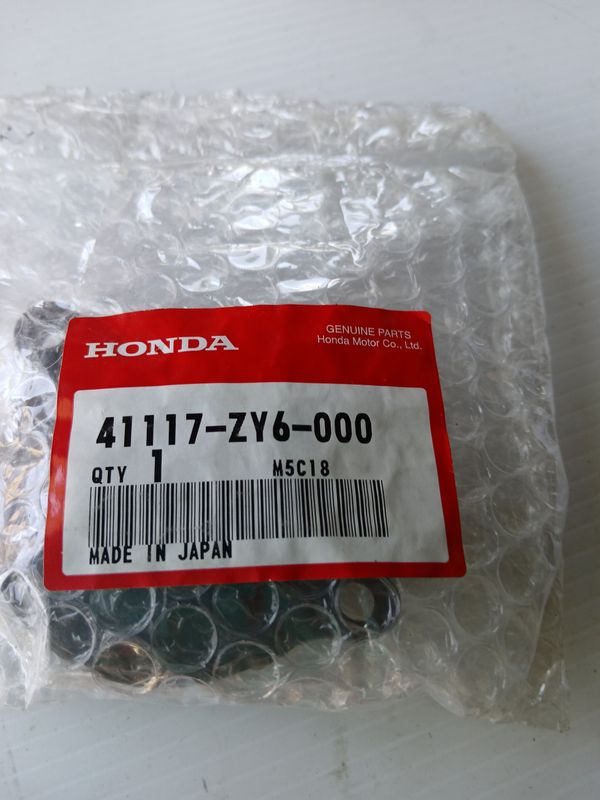 HONDA
GENUINE PARTS
Honda Motor Co., Ltd.
41117-ZY6-000
QTY 1 M5C18
MADE IN JAPAN